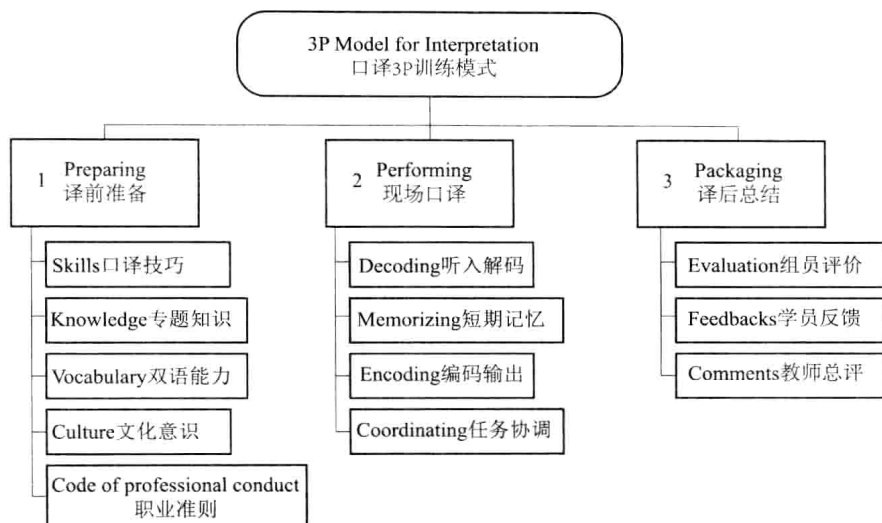 3P Model for Interpretation
口译3P训练模式
1
Preparing
译前准备
Skills口译技巧
Knowledge专题知识
Vocabulary双语能力
Culture文化意识
Code of professional conduct
职业准则
2
Performing
现场口译
Decoding听入解码
Memorizing短期记忆
Encoding编码输出
Coordinating任务协调
3
Packaging
译后总结
Evaluation组员评价
Feedbacks学员反馈
Comments教师总评